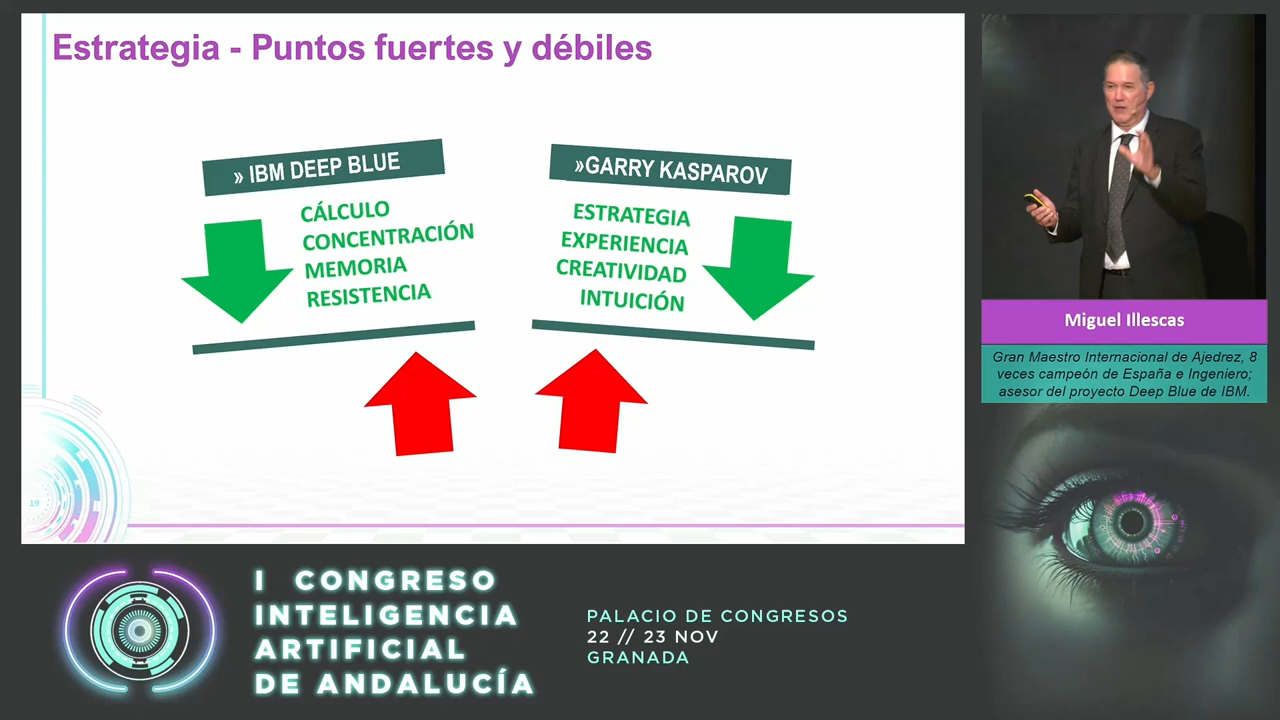 Estrategia - Puntos fuertes y débiles
» IBM DEEP BLUE
CÁLCULO
CONCENTRACIÓN
MEMORIA
RESISTENCIA
»GARRY KASPAROV
ESTRATEGIA
EXPERIENCIA
CREATIVIDAD
INTUICIÓN
19
Miguel Illescas
Gran Maestro Internacional de Ajedrez, 8
veces campeón de España e Ingeniero;
asesor del proyecto Deep Blue de IBM.
I CONGRESO
INTELIGENCIA
ARTIFICIAL
DE ANDALUCÍA
PALACIO DE CONGRESOS
22 // 23 NOV
GRANADA